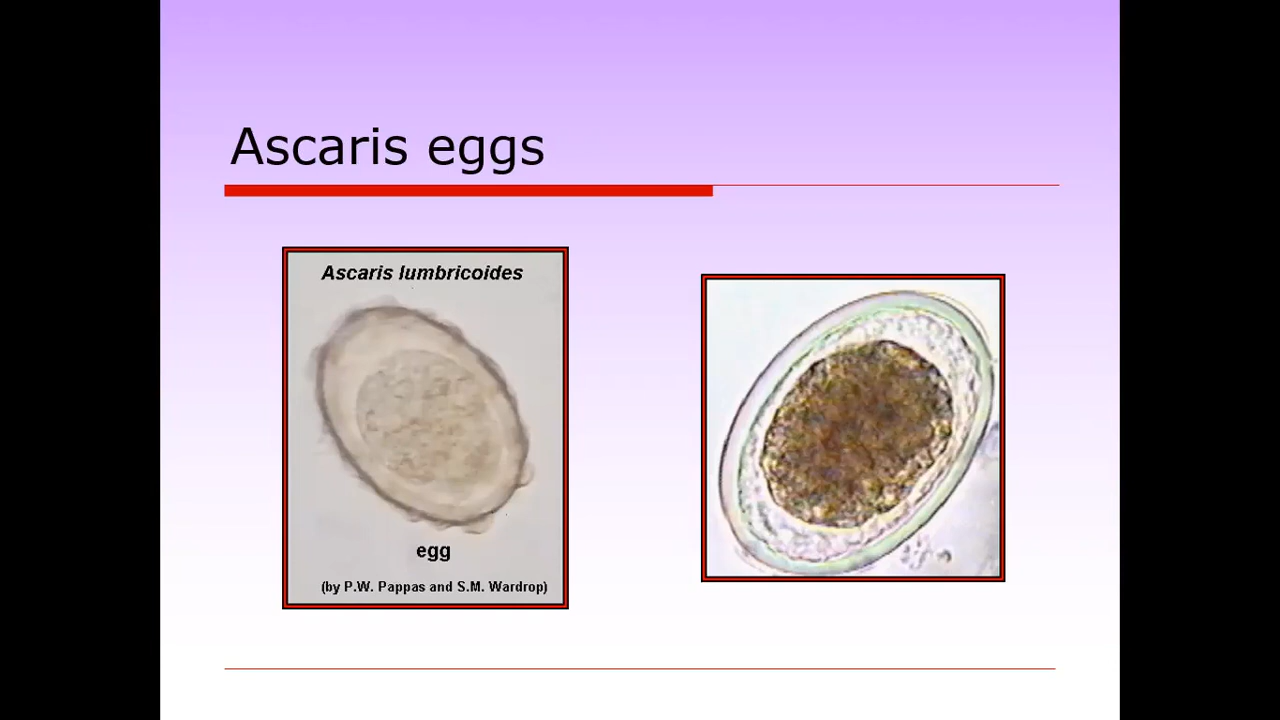 Ascaris eggs
Ascaris lumbricoides
egg
(by P.W. Pappas and S.M. Wardrop)